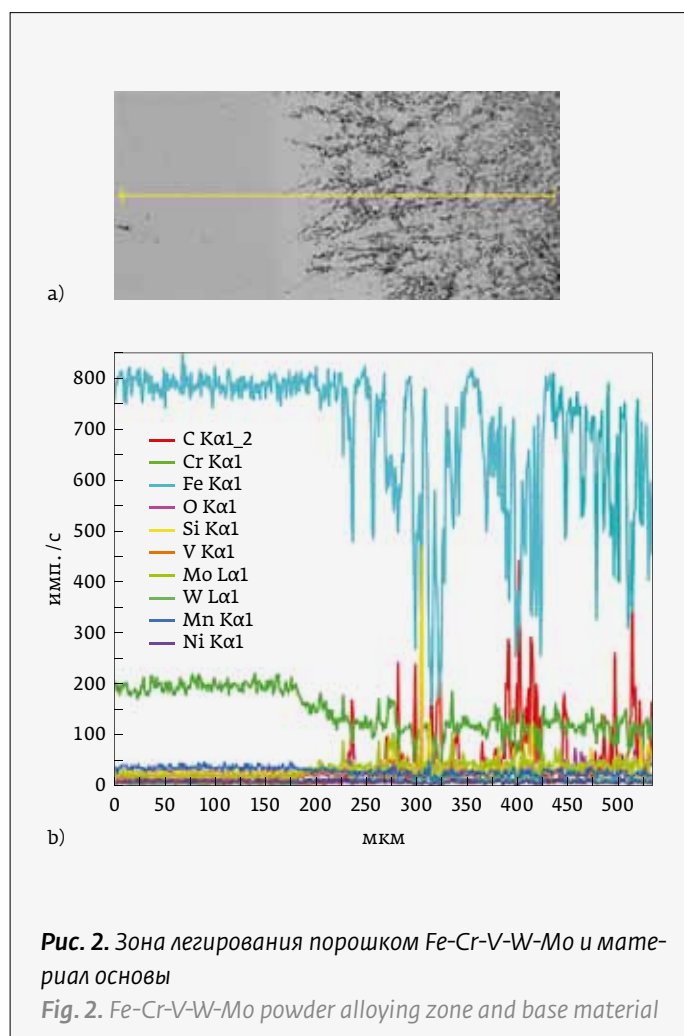 a)
800
700
600
500
400
300
200
100
0
имп./с
C Kα1_2
Cr Kα1
Fe Kα1
O Kα1
Si Kα1
V Kα1
Mo Lα1
W Lα1
Mn Kα1
Ni Kα1
0 50 100 150 200 250 300 350 400 450 500
b)
мкм
Рис. 2. Зона легирования порошком Fe-Cr-V-W-Mo и мате-
риал основы
Fig. 2. Fe-Cr-V-W-Mo powder alloying zone and base material